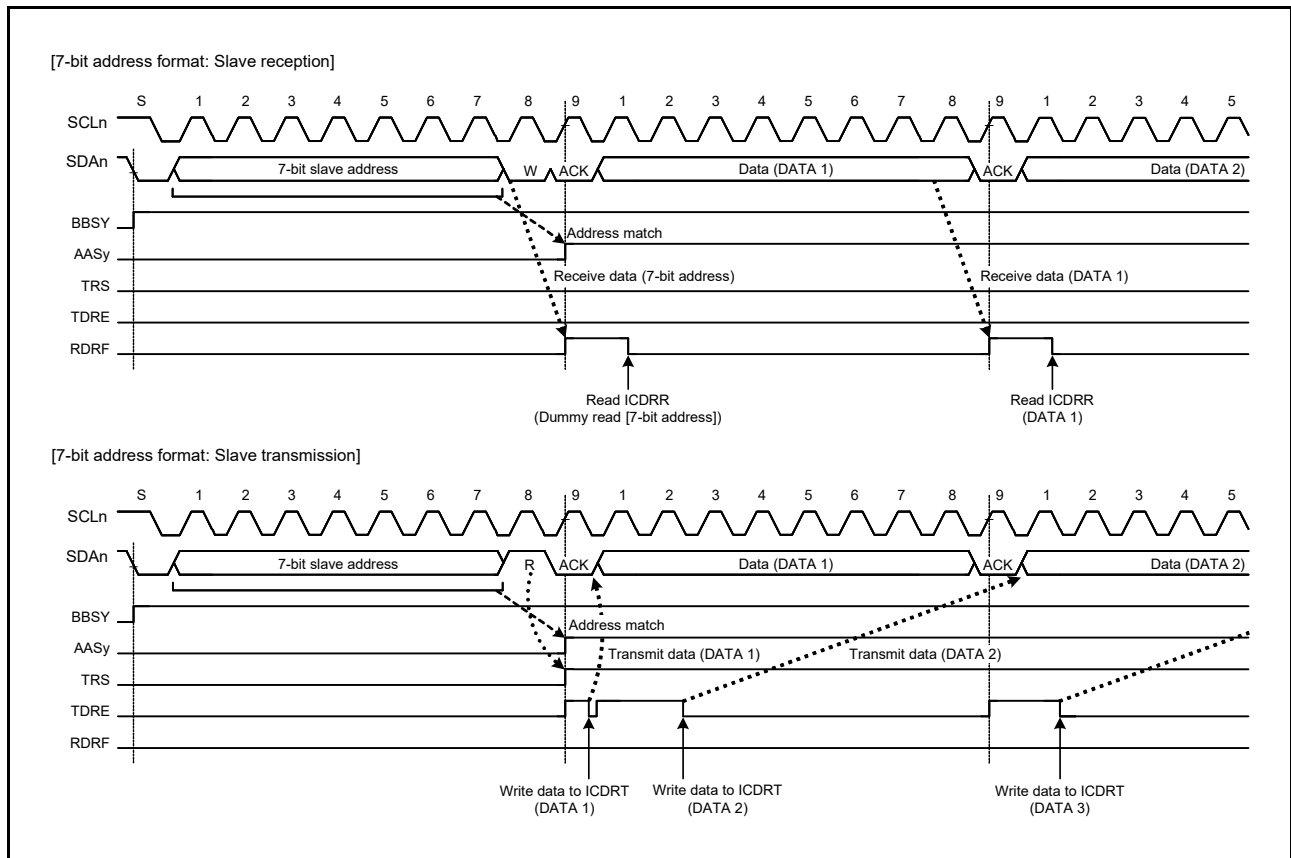 [7-bit address format: Slave reception]
S 1 2 3 4 5 6 7 8 9 1 2 3 4 5 6 7 8 9 1 2 3 4 5
SCLn
SDAn 7-bit slave address W ACK Data (DATA 1) ACK Data (DATA 2)
BBSY
Address match
AASy
Receive data (7-bit address) Receive data (DATA 1)
TRS
TDRE
RDRF
Read ICDRR Read ICDRR
(Dummy read [7-bit address]) (DATA 1)
[7-bit address format: Slave transmission]
S 1 2 3 4 5 6 7 8 9 1 2 3 4 5 6 7 8 9 1 2 3 4 5
SCLn
SDAn 7-bit slave address R ACK Data (DATA 1) ACK Data (DATA 2)
BBSY
Address match
AASy
Transmit data (DATA 1) Transmit data (DATA 2)
TRS
TDRE
RDRF
Write data to ICDRT Write data to ICDRT Write data to ICDRT
(DATA 1) (DATA 2) (DATA 3)